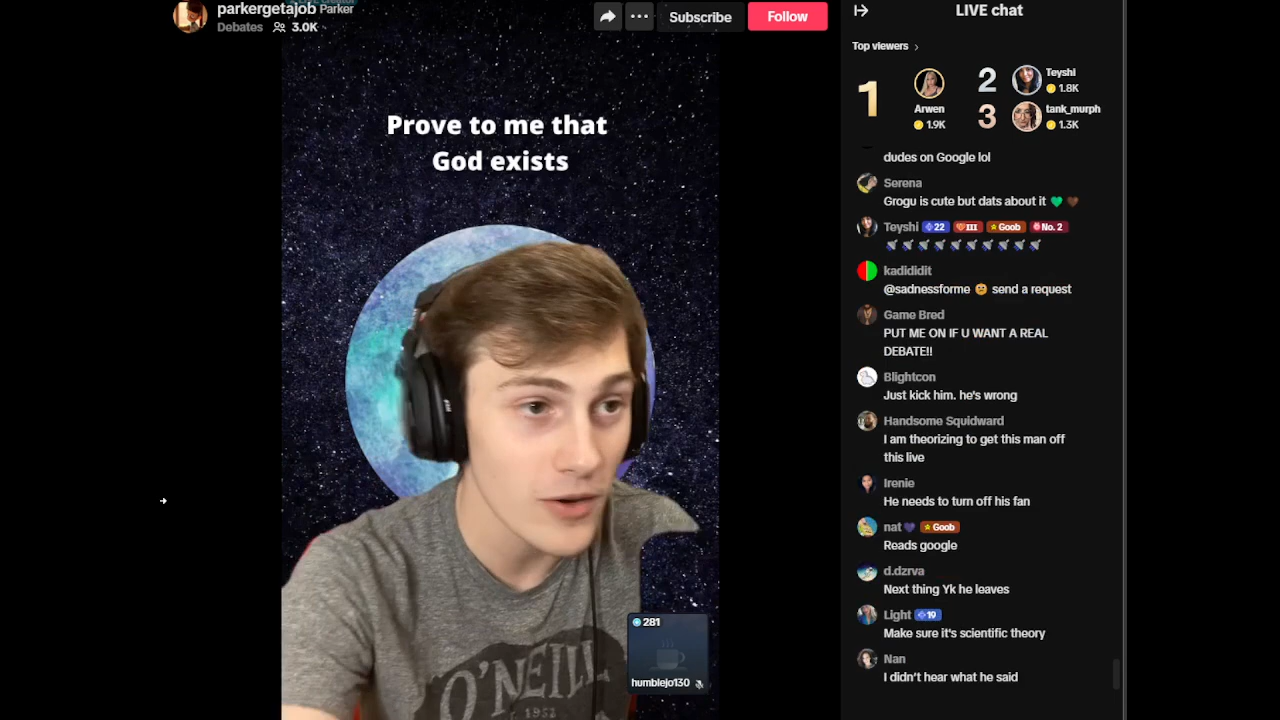 parkergetajob Parker
Debates 3.0K
Subscribe
Follow
Prove to me that
God exists
O'NEILL
281
humblejo130
LIVE chat
Top viewers
1
Arwen
1.9K
2
Teyshi
1.8K
3
tank_murph
1.3K
dudes on Google lol
Serena
Grogu is cute but dats about it
Teyshi 22 III Goob No. 2
kadididit
@sadnessforme send a request
Game Bred
PUT ME ON IF U WANT A REAL
DEBATE!!
Blightcon
Just kick him. he's wrong
Handsome Squidward
I am theorizing to get this man off
this live
Irenie
He needs to turn off his fan
nat Goob
Reads google
d.dzrva
Next thing Yk he leaves
Light 19
Make sure it's scientific theory
Nan
I didn't hear what he said